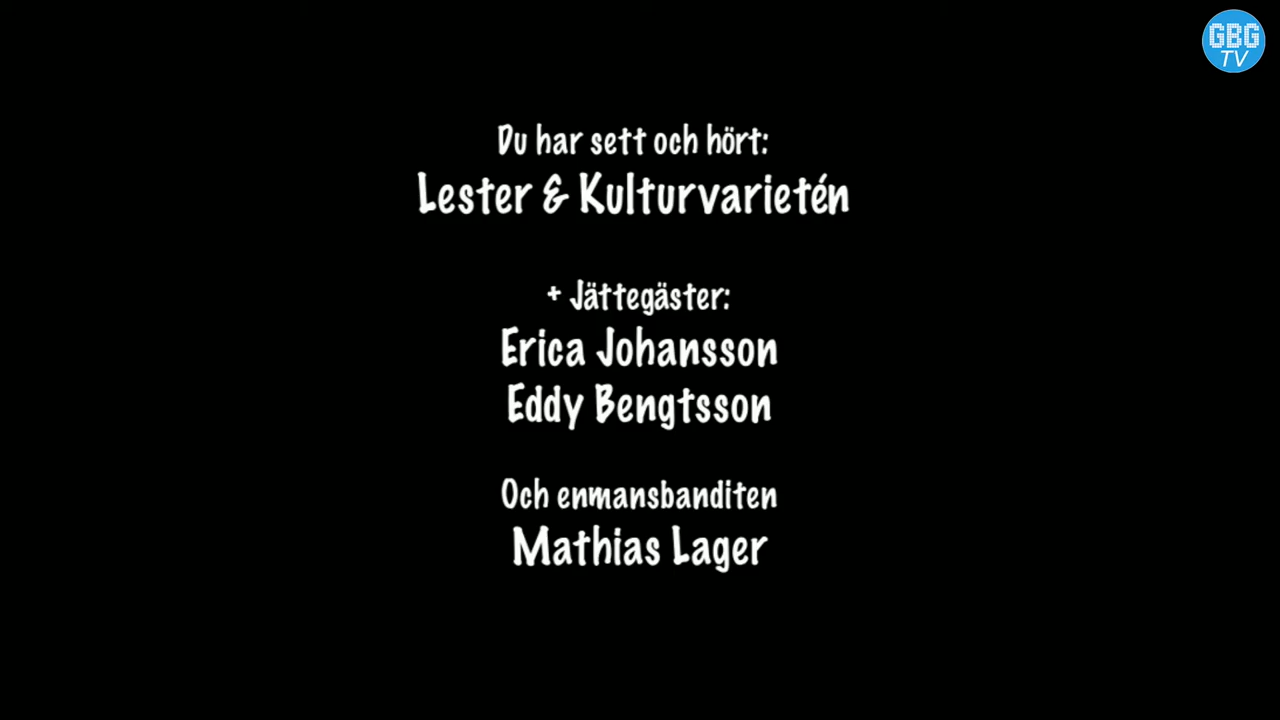 GBG
TV
Du har sett och hört:
Lester & Kulturvarietén
+ Jättegäster:
Erica Johansson
Eddy Bengtsson
Och enmansbanditen
Mathias Lager